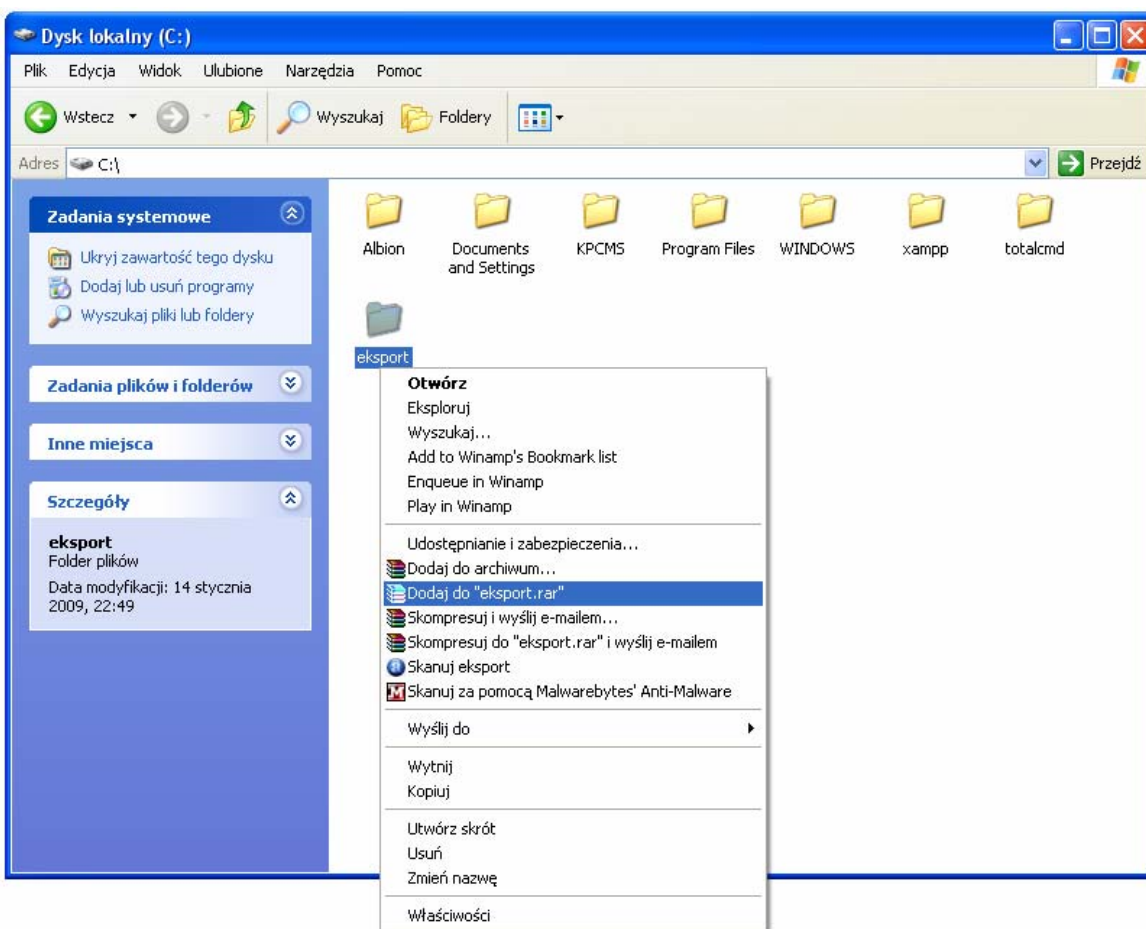 Dysk lokalny (C:)
Plik Edycja Widok Ulubione Narzędzia Pomoc
Wstecz Wyszukaj Foldery
Adres C:\ Przejdź
Zadania systemowe
Ukryj zawartość tego dysku
Dodaj lub usuń programy
Wyszukaj pliki lub foldery
Zadania plików i folderów
Inne miejsca
Szczegóły
eksport
Folder plików
Data modyfikacji: 14 stycznia
2009, 22:49
Albion
Documents
and Settings
KPCMS
Program Files
WINDOWS
xampp
totalcmd
eksport
Otwórz
Eksploruj
Wyszukaj...
Add to Winamp's Bookmark list
Enqueue in Winamp
Play in Winamp
Udostępnianie i zabezpieczenia...
Dodaj do archiwum...
Dodaj do "eksport.rar"
Skompresuj i wyślij e-mailem...
Skompresuj do "eksport.rar" i wyślij e-mailem
Skanuj eksport
Skanuj za pomocą Malwarebytes' Anti-Malware
Wyślij do
Wytnij
Kopiuj
Utwórz skrót
Usuń
Zmień nazwę
Właściwości